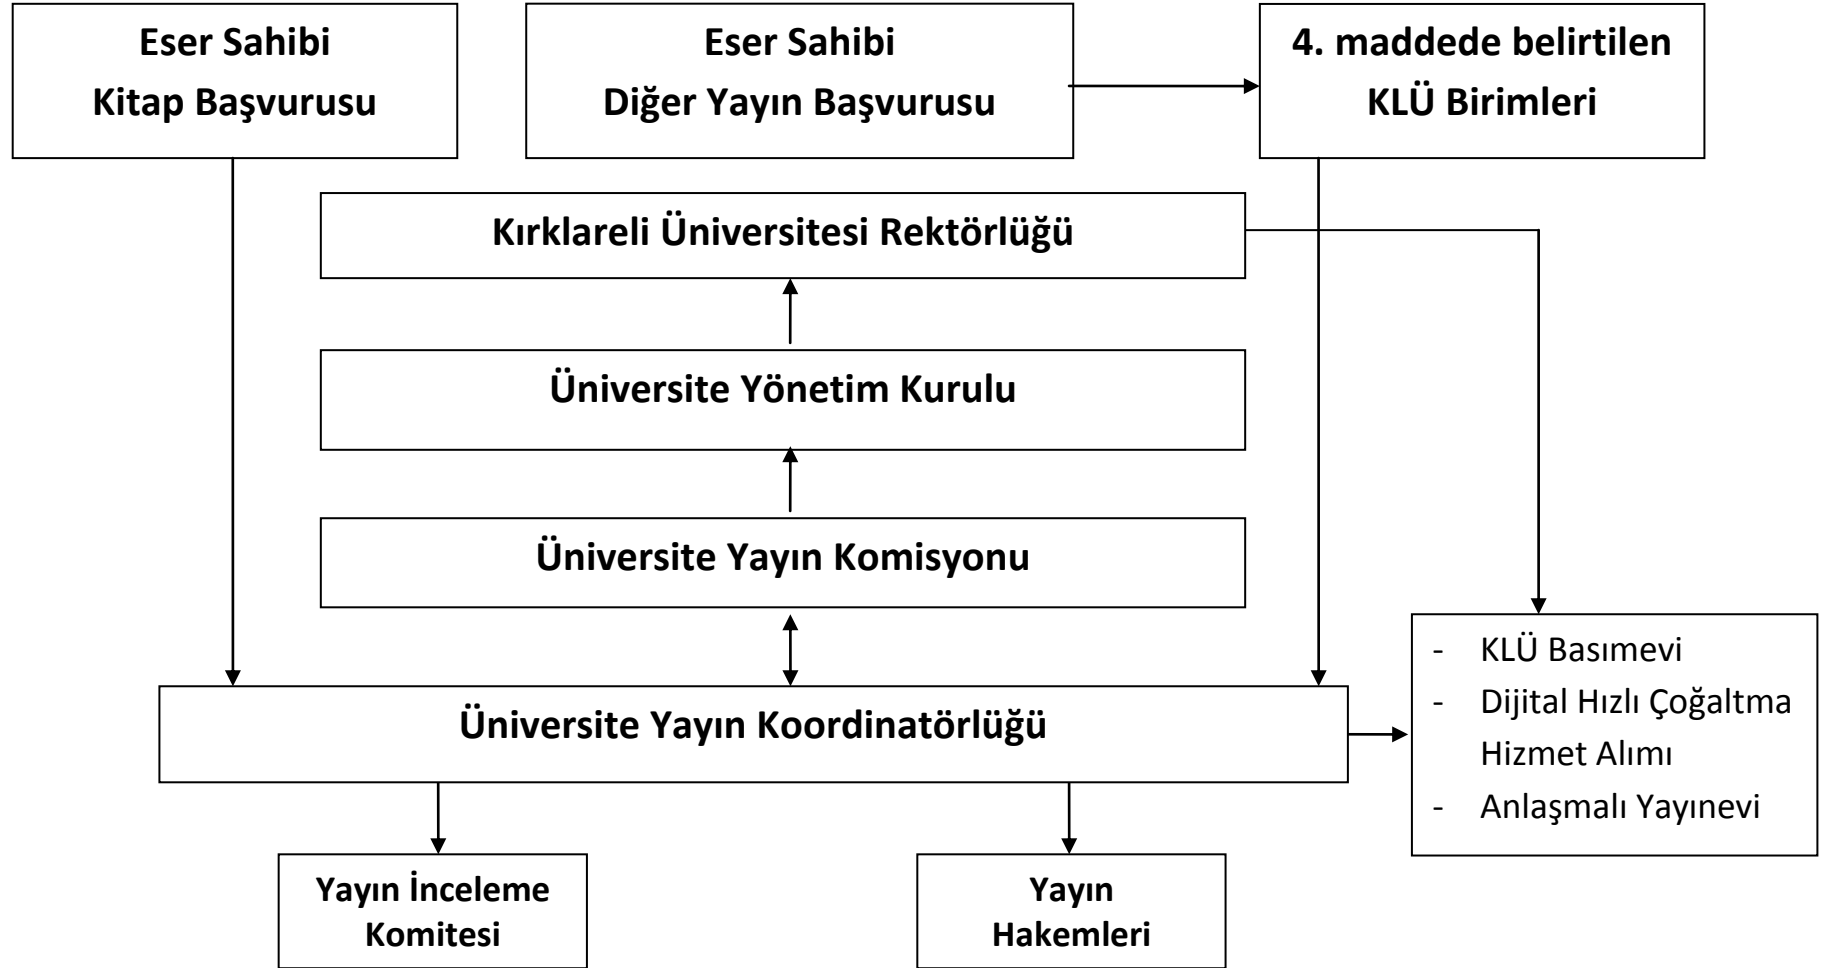 Eser Sahibi
Kitap Başvurusu
Eser Sahibi
Diğer Yayın Başvurusu
4. maddede belirtilen
KLÜ Birimleri
Kırklareli Üniversitesi Rektörlüğü
Üniversite Yönetim Kurulu
Üniversite Yayın Komisyonu
Üniversite Yayın Koordinatörlüğü
- KLÜ Basımevi
- Dijital Hızlı Çoğaltma
Hizmet Alımı
- Anlaşmalı Yayınevi
Yayın İnceleme
Komitesi
Yayın
Hakemleri